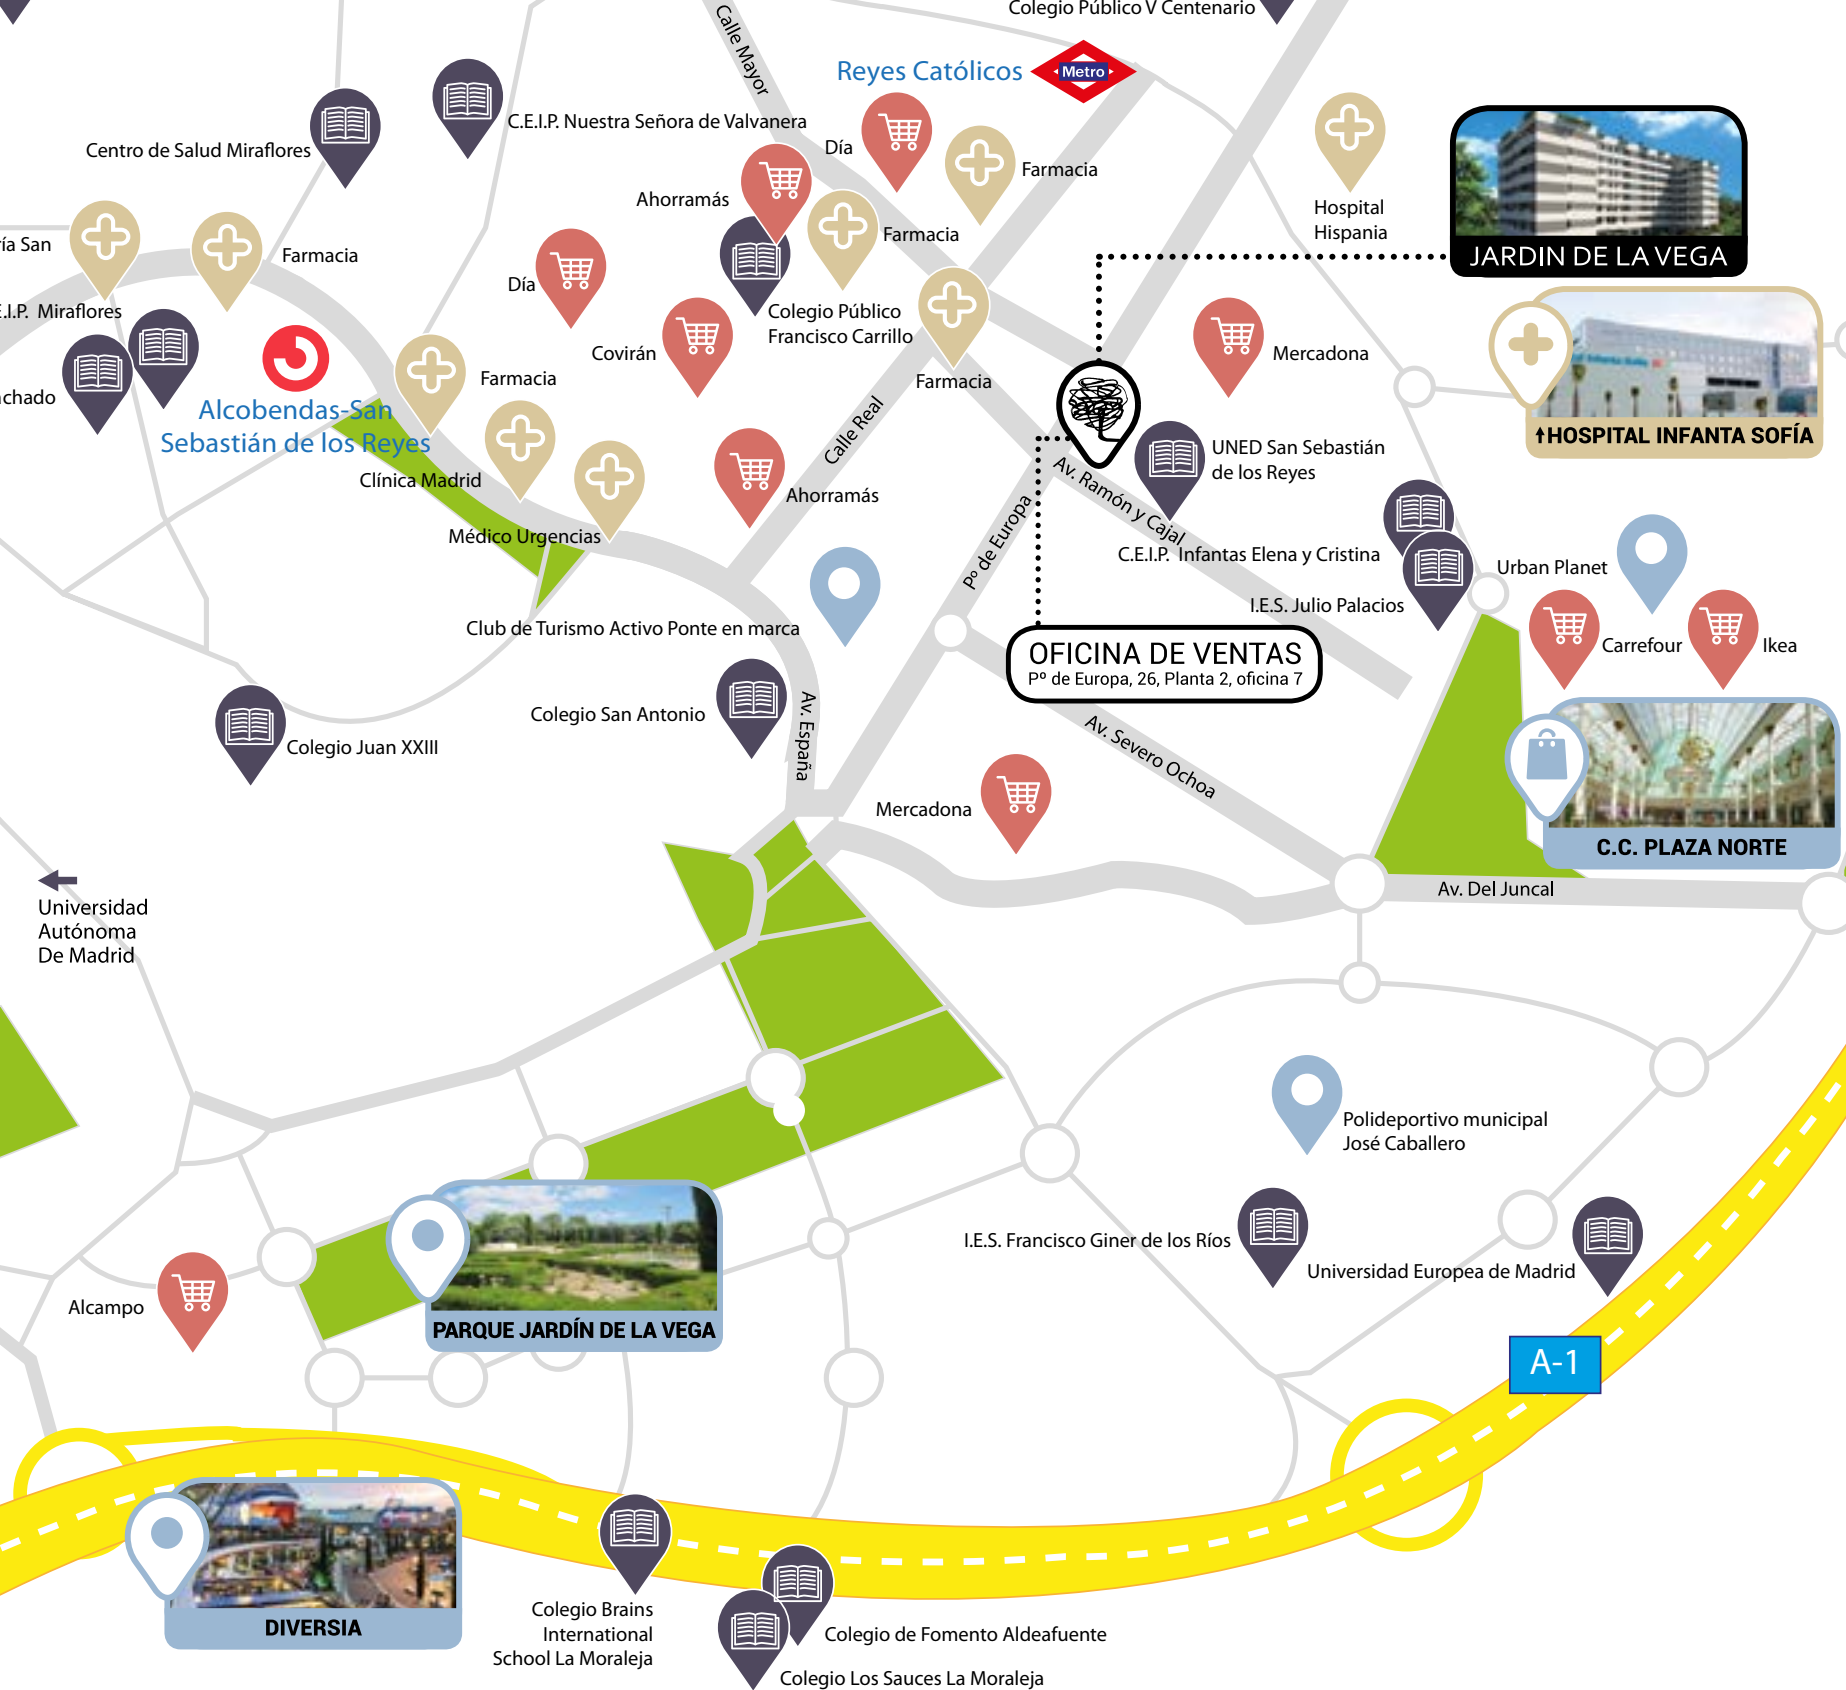 Colegio Público V Centenario
Calle Mayor
Reyes Católicos
Metro
C.E.I.P. Nuestra Señora de Valvanera
Centro de Salud Miraflores
Día
Farmacia
Ahorramás
Hospital
Hispania
JARDIN DE LA VEGA
ía San
Farmacia
Farmacia
Día
.I.P. Miraflores
Colegio Público
Francisco Carrillo
Covirán
Mercadona
Farmacia
Farmacia
chado
Alcobendas-San
Sebastián de los Reyes
Calle Real
HOSPITAL INFANTA SOFÍA
UNED San Sebastián
de los Reyes
Clínica Madrid
Av. Ramón y Cajal
Ahorramás
Médico Urgencias
Pº de Europa
C.E.I.P. Infantas Elena y Cristina
Urban Planet
I.E.S. Julio Palacios
Club de Turismo Activo Ponte en marca
Carrefour
Ikea
OFICINA DE VENTAS
Pº de Europa, 26, Planta 2, oficina 7
Colegio San Antonio
Av. España
Colegio Juan XXIII
Av. Severo Ochoa
Mercadona
C.C. PLAZA NORTE
Av. Del Juncal
Universidad
Autónoma
De Madrid
Polideportivo municipal
José Caballero
I.E.S. Francisco Giner de los Ríos
Universidad Europea de Madrid
Alcampo
PARQUE JARDÍN DE LA VEGA
A-1
DIVERSIA
Colegio Brains
International
School La Moraleja
Colegio de Fomento Aldeafuente
Colegio Los Sauces La Moraleja